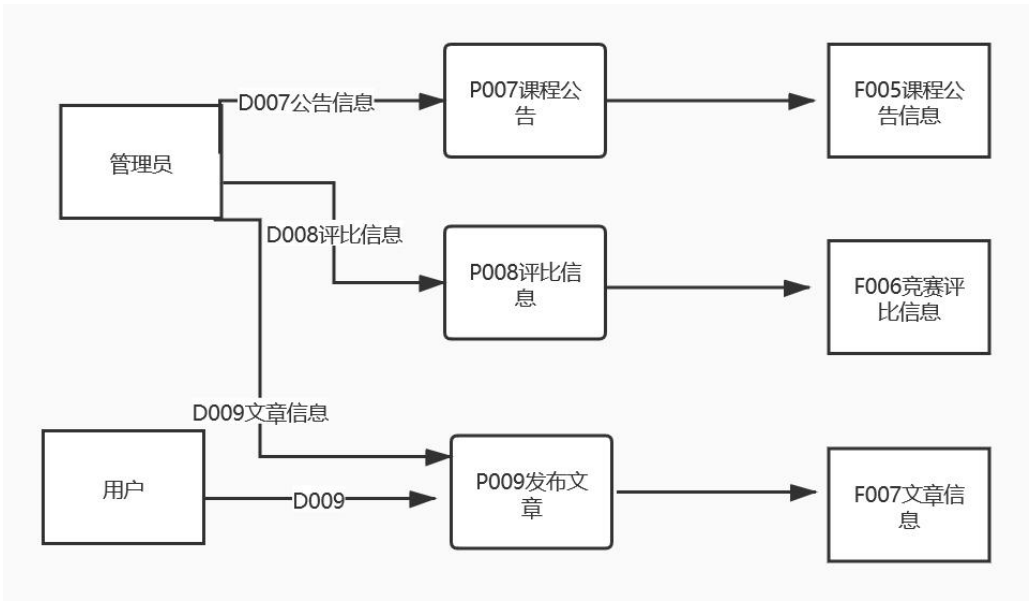 D007公告信息
P007课程公
告
F005课程公
告信息
管理员
D008评比信息
P008评比信
息
F006竞赛评
比信息
D009文章信息
用户
D009
P009发布文
章
F007文章信
息